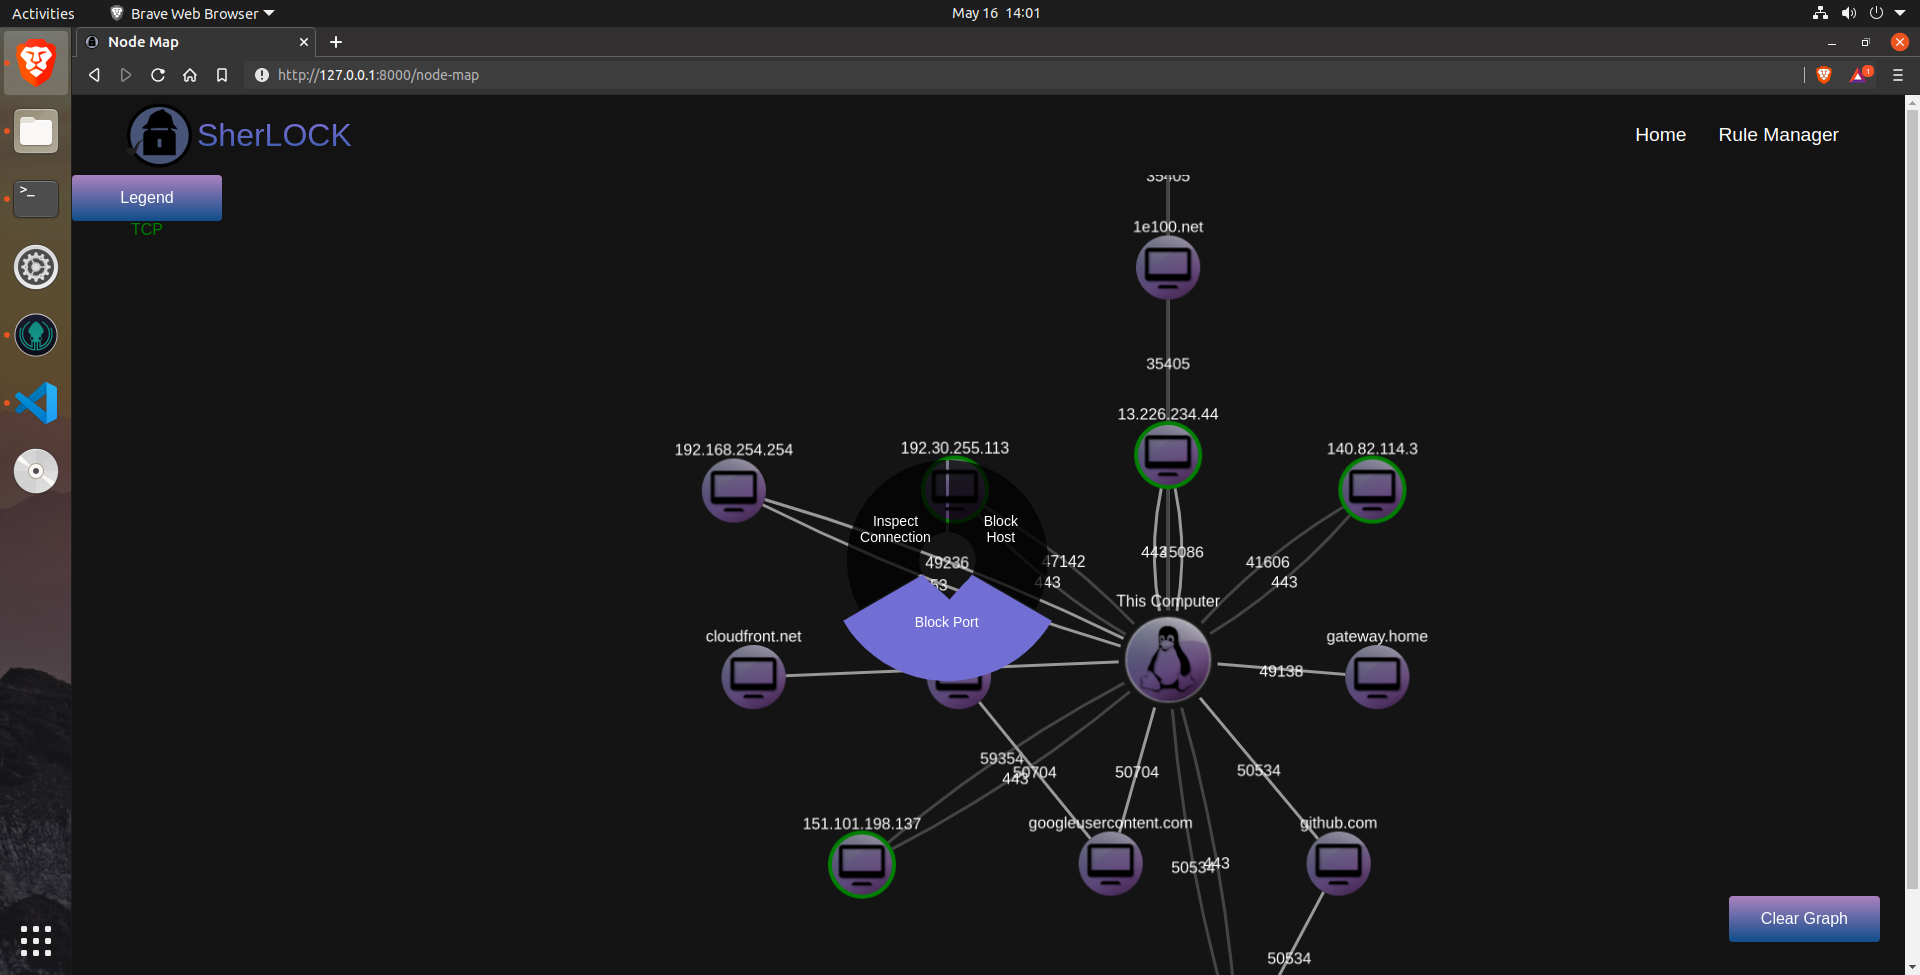 Activities
Brave Web Browser
May 16 14:01
Node Map
http://127.0.0.1:8000/node-map
1
SherLOCK
Home
Rule Manager
Legend
TCP
35405
1e100.net
35405
13.226.234.44
192.168.254.254
192.30.255.113
140.82.114.3
Inspect
Connection
Block
Host
49236
53
47142
443
443
45086
41606
443
This Computer
Block Port
cloudfront.net
gateway.home
49138
59354
443
50704
50704
50534
151.101.198.137
googleusercontent.com
github.com
50534
443
Clear Graph
50534